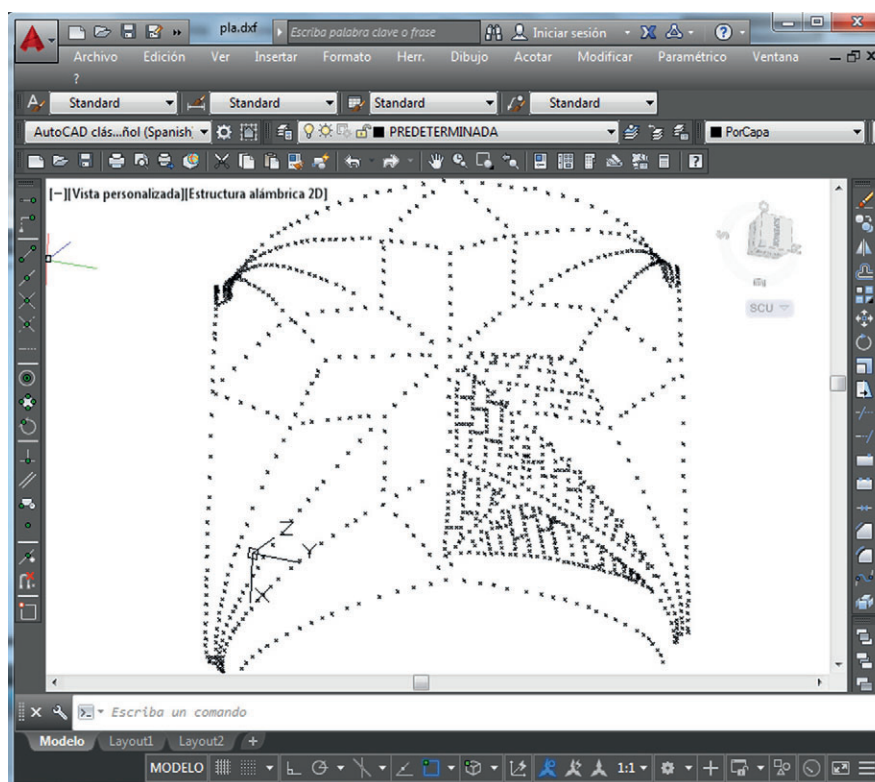 pla.dxf
Escriba palabra clave o frase
Iniciar sesión
Archivo Edición Ver Insertar Formato Herr. Dibujo Acotar Modificar Paramétrico Ventana
?
Standard Standard Standard Standard
AutoCAD clás...ñol (Spanish) PREDETERMINADA PorCapa
[−][Vista personalizada][Estructura alámbrica 2D]
SCU
Z
Y
X
Escriba un comando
Modelo Layout1 Layout2 +
MODELO 1:1